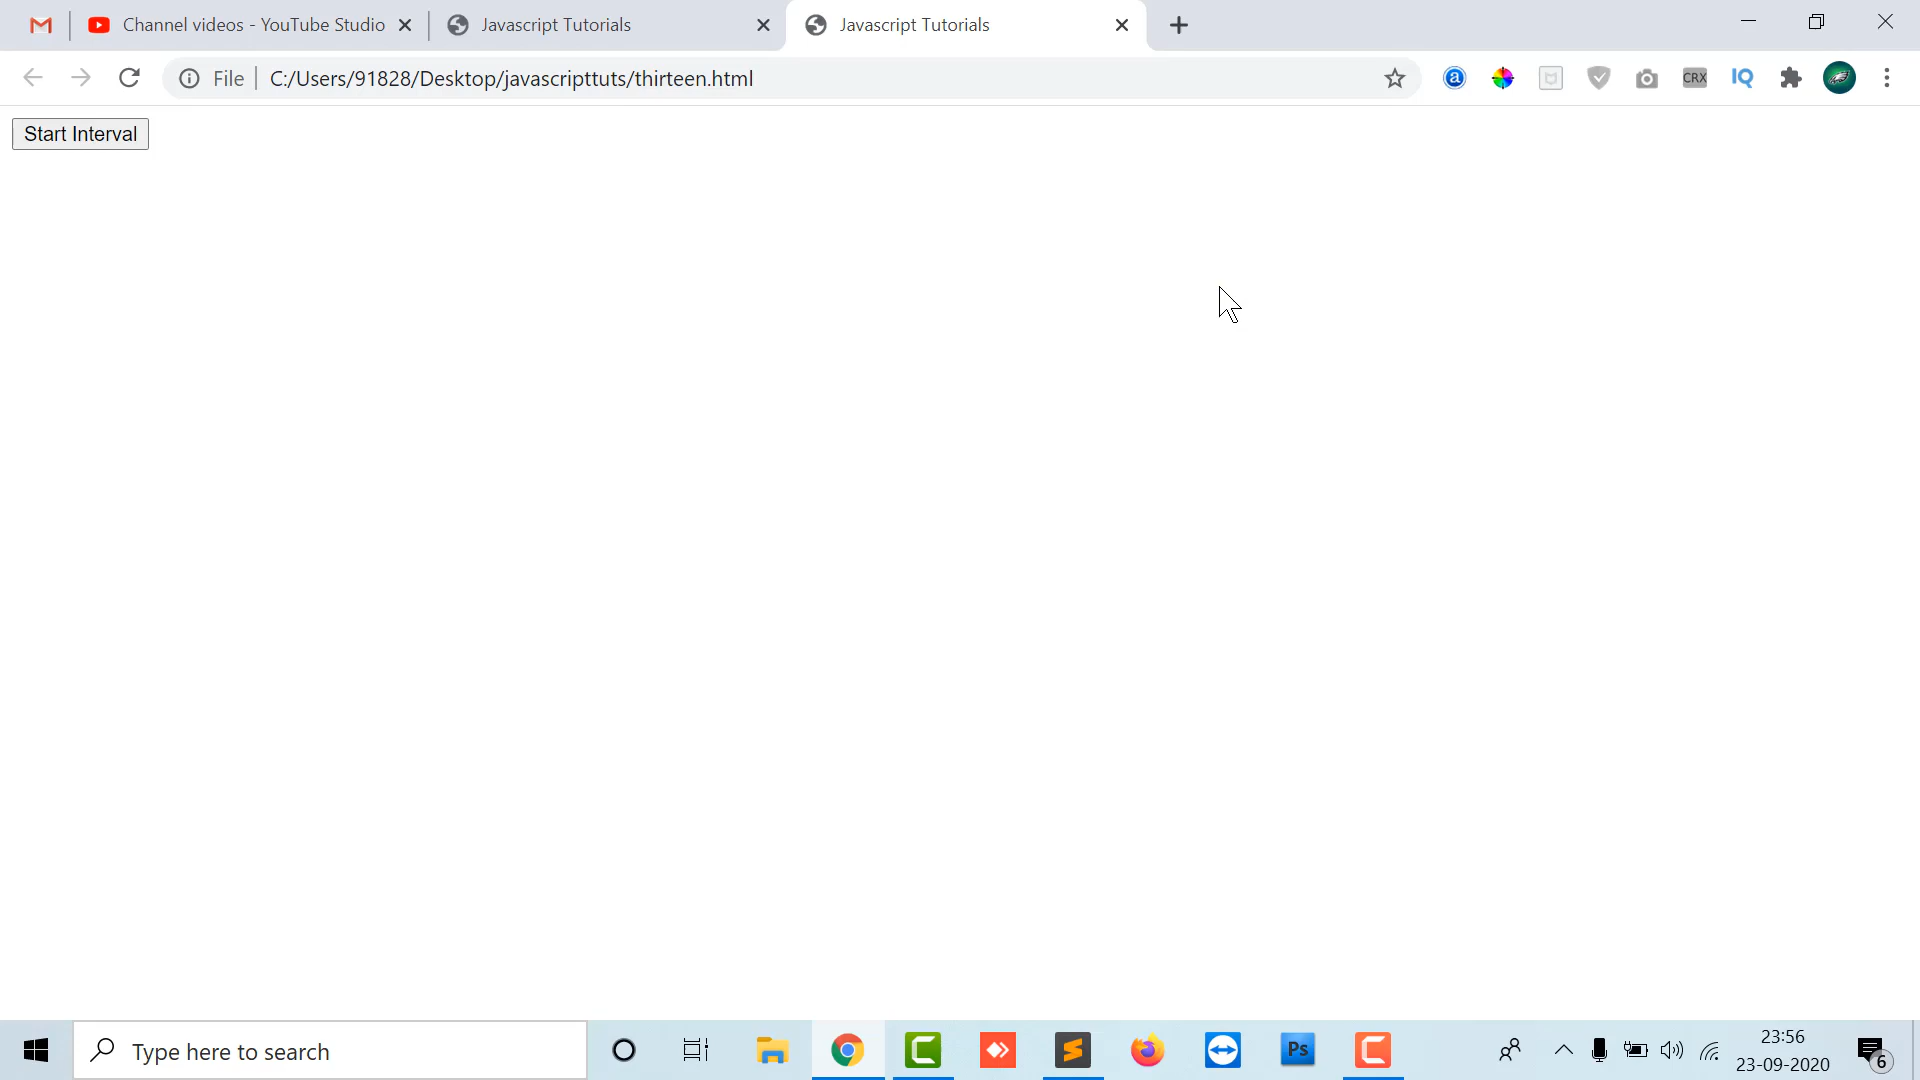 Channel videos - YouTube Studio
Javascript Tutorials
Javascript Tutorials
File
C:/Users/91828/Desktop/javascripttuts/thirteen.html
a
CRX
IQ
Start Interval
Type here to search
Ps
23:56
23-09-2020
6